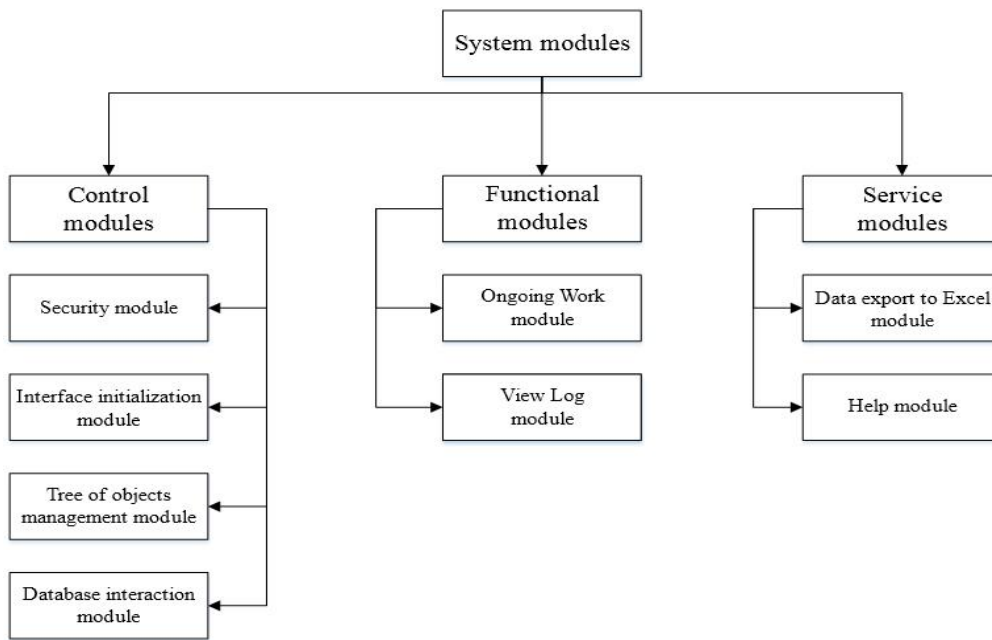 System modules
Control
modules
Security module
Interface initialization
module
Tree of objects
management module
Database interaction
module
Functional
modules
Ongoing Work
module
View Log
module
Service
modules
Data export to Excel
module
Help module